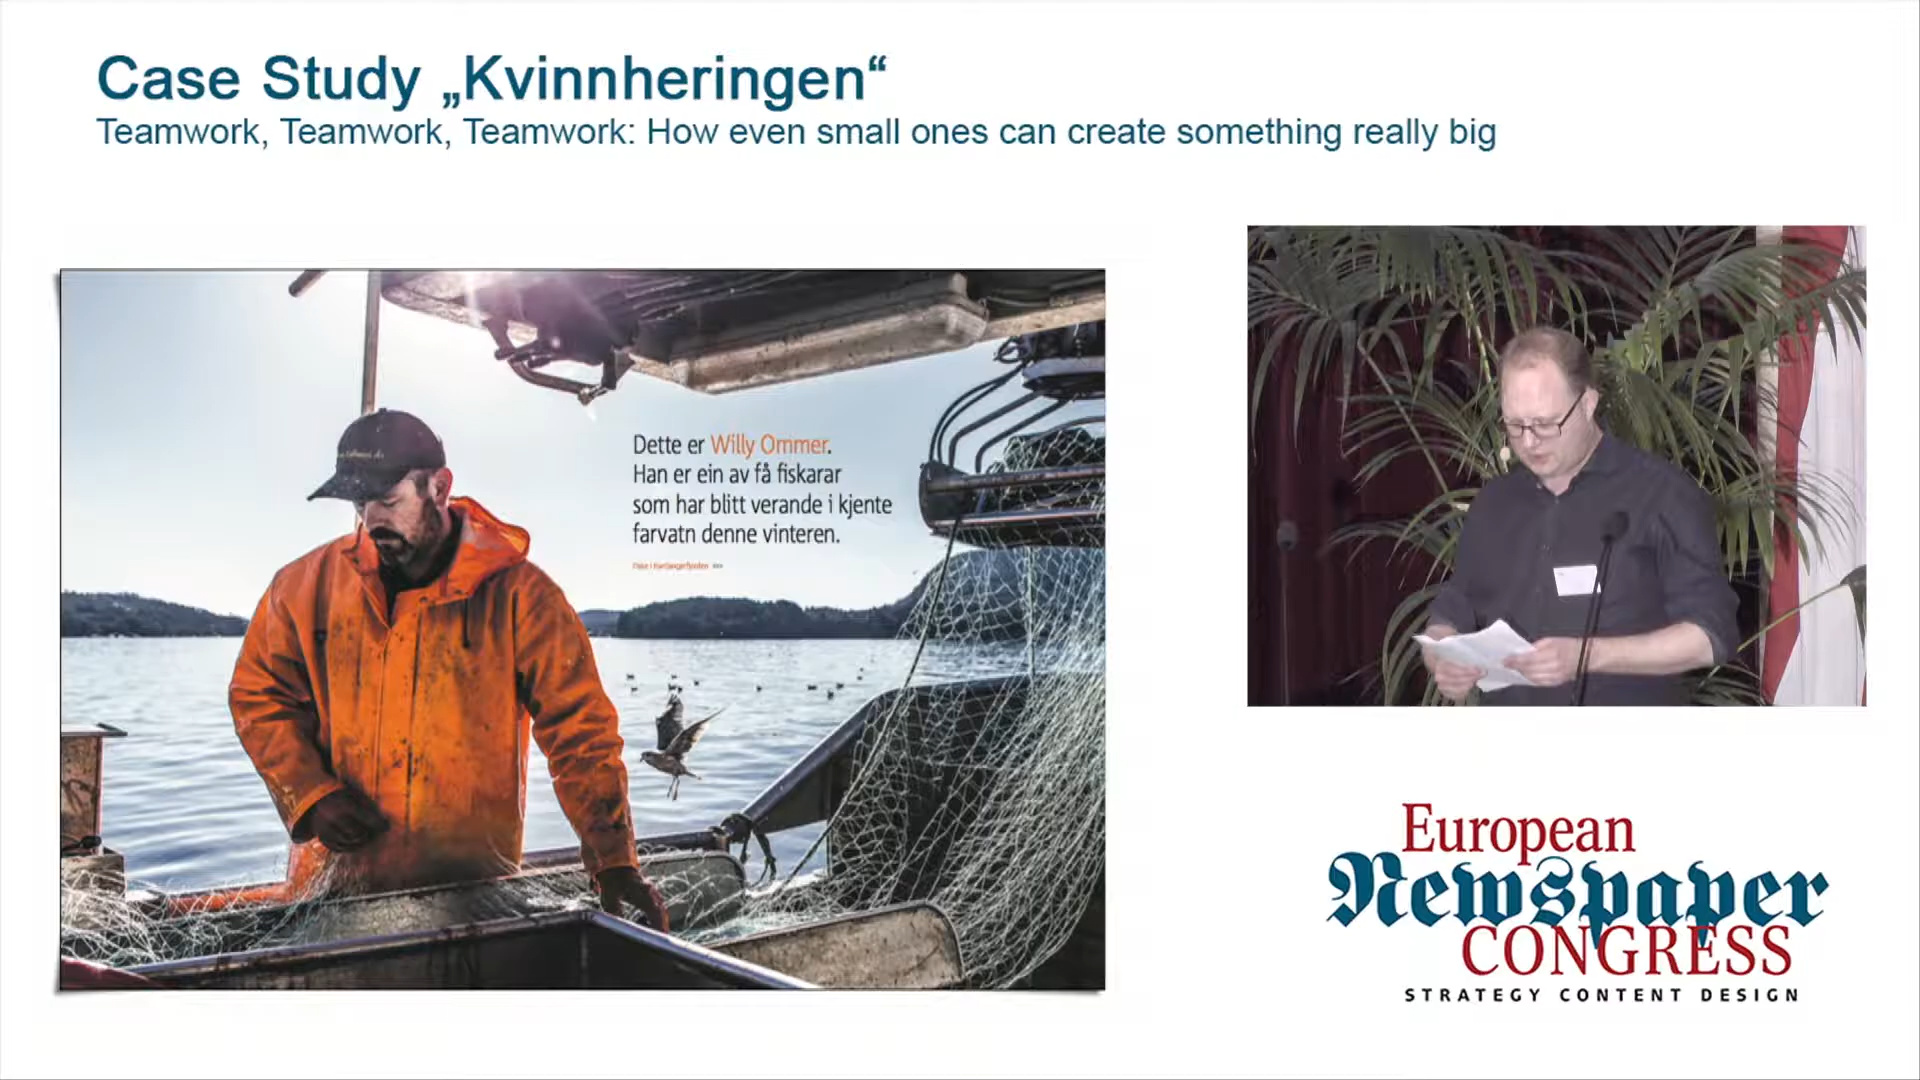 Case Study „Kvinnheringen“
Teamwork, Teamwork, Teamwork: How even small ones can create something really big
Dette er Willy Ommer.
Han er ein av få fiskarar
som har blitt verande i kjente
farvatn denne vinteren.
Fiske i Hardangerfjorden
European
Newspaper
CONGRESS
STRATEGY CONTENT DESIGN